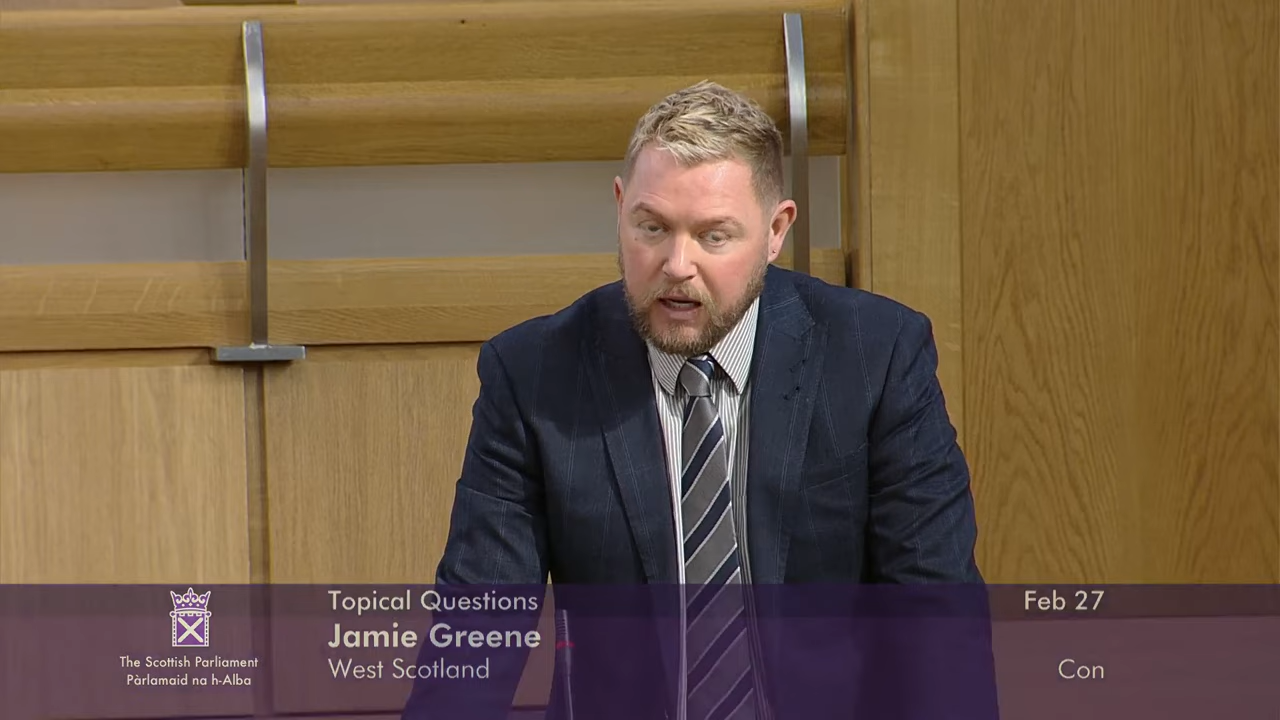 Topical Questions
Feb 27
Jamie Greene
West Scotland
Con
The Scottish Parliament
Pàrlamaid na h-Alba